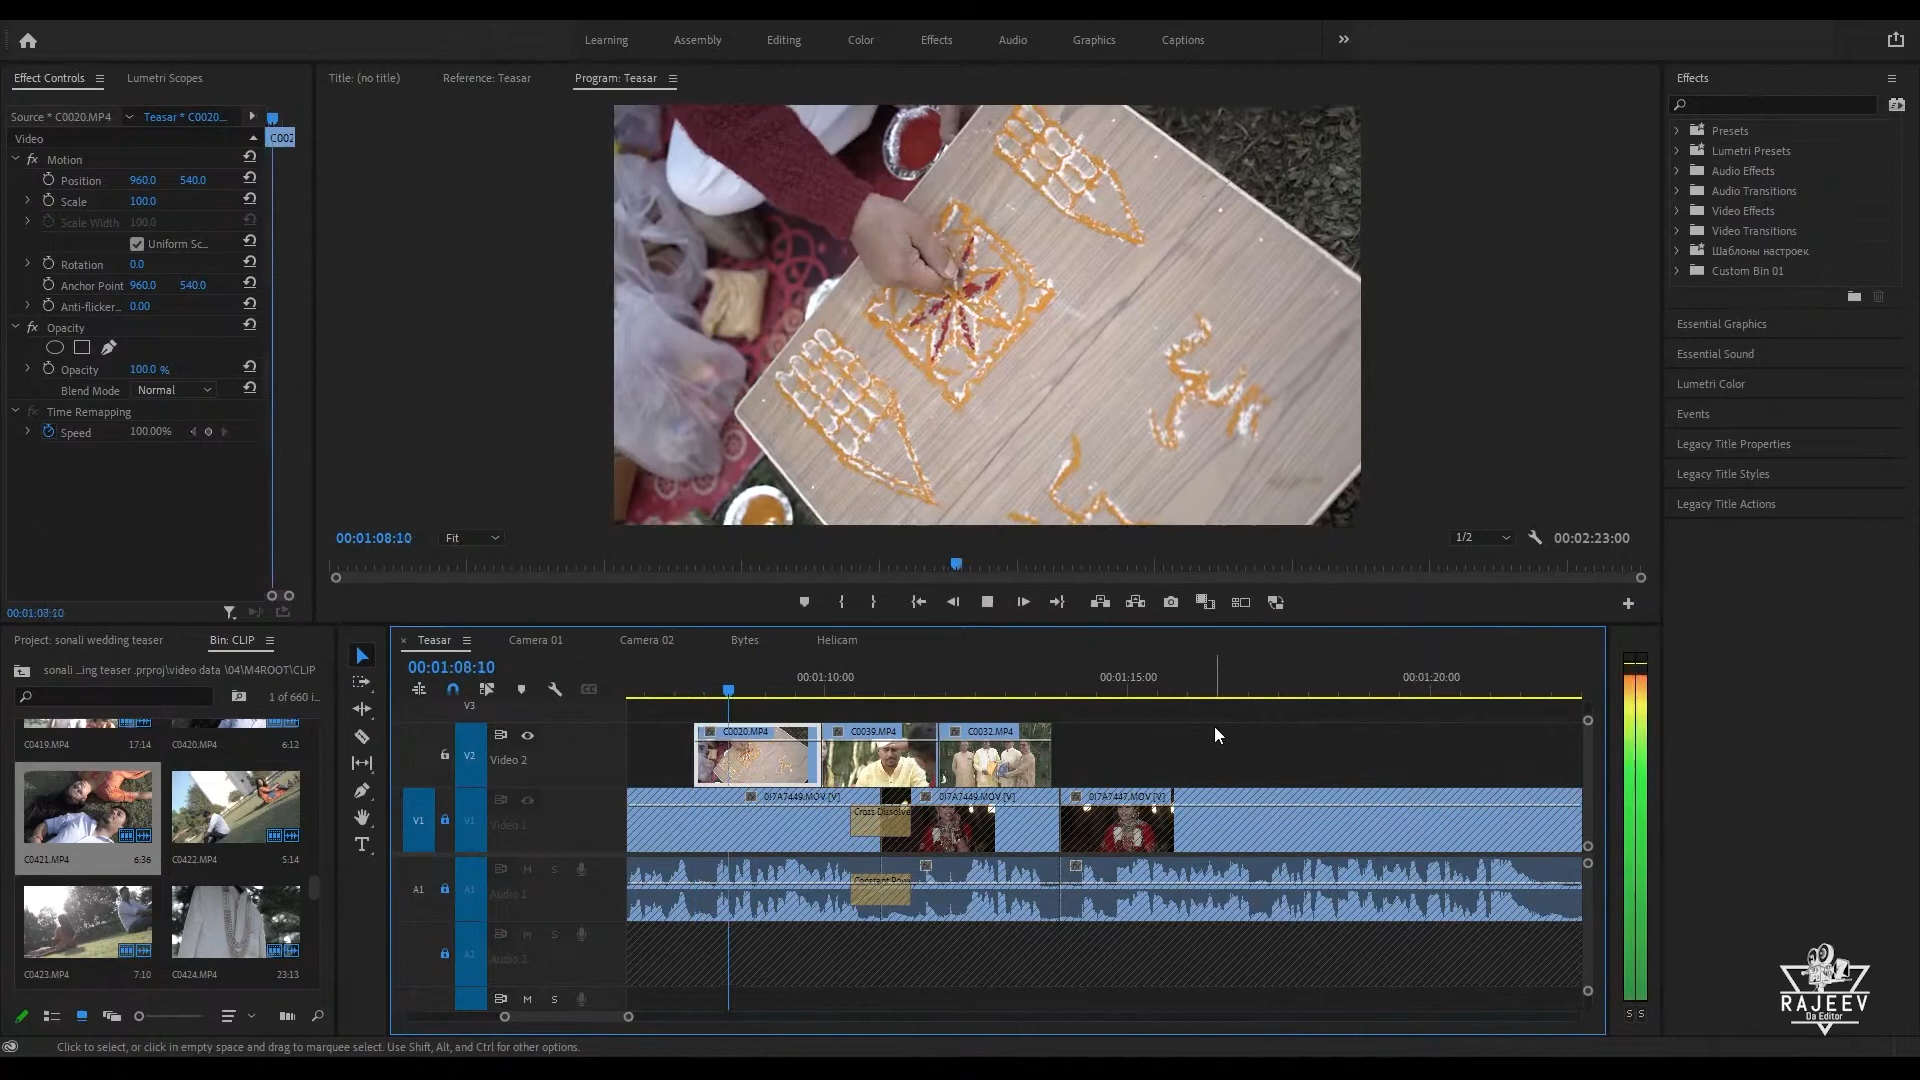 Learning Assembly Editing Color Effects Audio Graphics Captions
Effect Controls Lumetri Scopes
Title: (no title) Reference: Teasar Program: Teasar
Effects
Source * C0020.MP4 Teasar * C0020...
C002
Video
Motion
Position 960.0 540.0
Scale 100.0
Scale Width 100.0
Uniform Sc...
Rotation 0.0
Anchor Point 960.0 540.0
Anti-flicker... 0.00
Opacity
Opacity 100.0 %
Blend Mode Normal
Time Remapping
Speed 100.00%
00:01:08:10
Presets
Lumetri Presets
Audio Effects
Audio Transitions
Video Effects
Video Transitions
Шаблоны настроек
Custom Bin 01
Essential Graphics
Essential Sound
Lumetri Color
Events
Legacy Title Properties
Legacy Title Styles
Legacy Title Actions
00:01:08:10 Fit 1/2 00:02:23:00
Project: sonali wedding teaser Bin: CLIP
sonali ...ing teaser .prproj\video data \04\M4ROOT\CLIP
1 of 660 i...
C0419.MP4 17:14 C0420.MP4 6:12
C0421.MP4 6:36 C0422.MP4 5:14
C0423.MP4 7:10 C0424.MP4 23:13
Teasar Camera 01 Camera 02 Bytes Helicam
00:01:08:10
00:01:10:00 00:01:15:00 00:01:20:00
V3
C0020.MP4 C0039.MP4 C0032.MP4
V2 Video 2
0I7A7449.MOV [V] 0I7A7449.MOV [V] 0I7A7447.MOV [V]
V1 V1 Video 1
Cross Dissolve
A1 A1 M S Audio 1
Constant Pow
A2 M S Audio 2
M S
S S
RAJEEV
Da Editor
Click to select, or click in empty space and drag to marquee select. Use Shift, Alt, and Ctrl for other options.